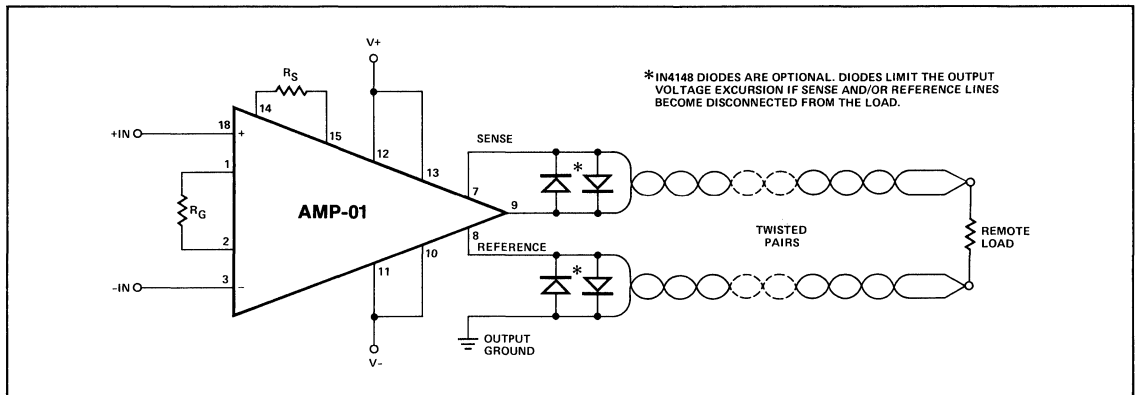 V+
RS
*IN4148 DIODES ARE OPTIONAL. DIODES LIMIT THE OUTPUT
VOLTAGE EXCURSION IF SENSE AND/OR REFERENCE LINES
BECOME DISCONNECTED FROM THE LOAD.
14
15
18
+IN
+
12
13
SENSE
*
1
7
RG
AMP-01
9
2
8
REFERENCE
TWISTED
PAIRS
REMOTE
LOAD
10
11
*
3
-IN
-
OUTPUT
GROUND
V-